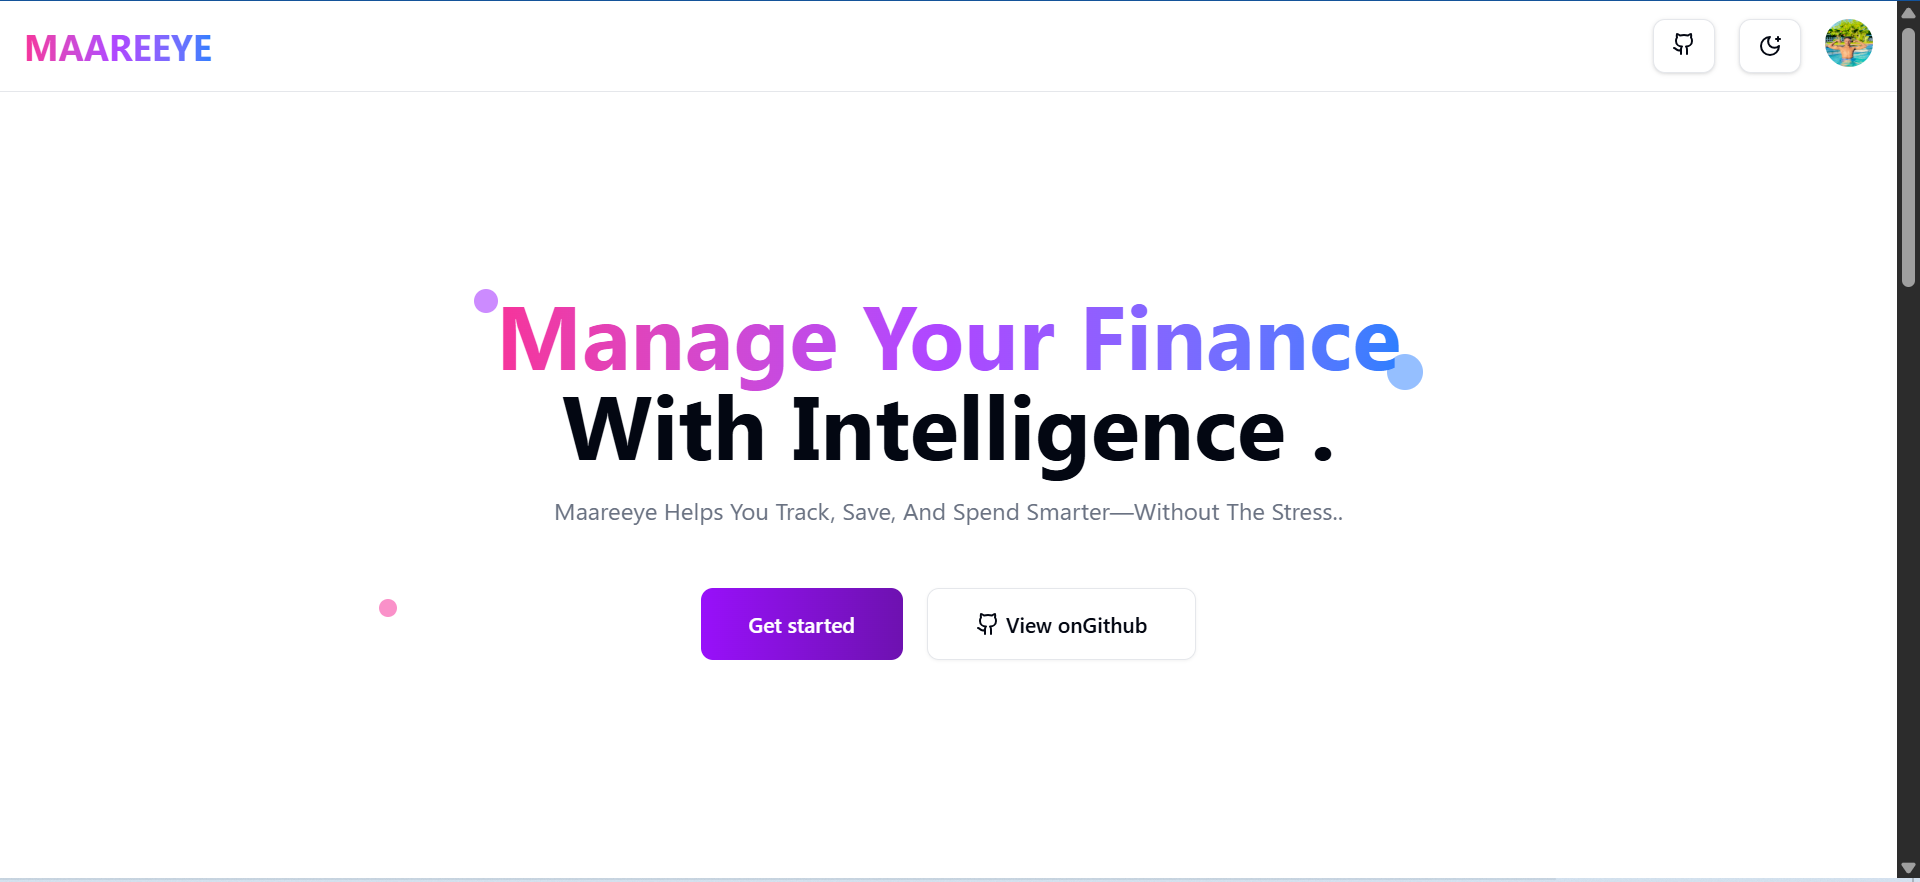 MAAREEYE
Manage Your Finance
With Intelligence .
Maareeye Helps You Track, Save, And Spend Smarter—Without The Stress..
Get started
View onGithub